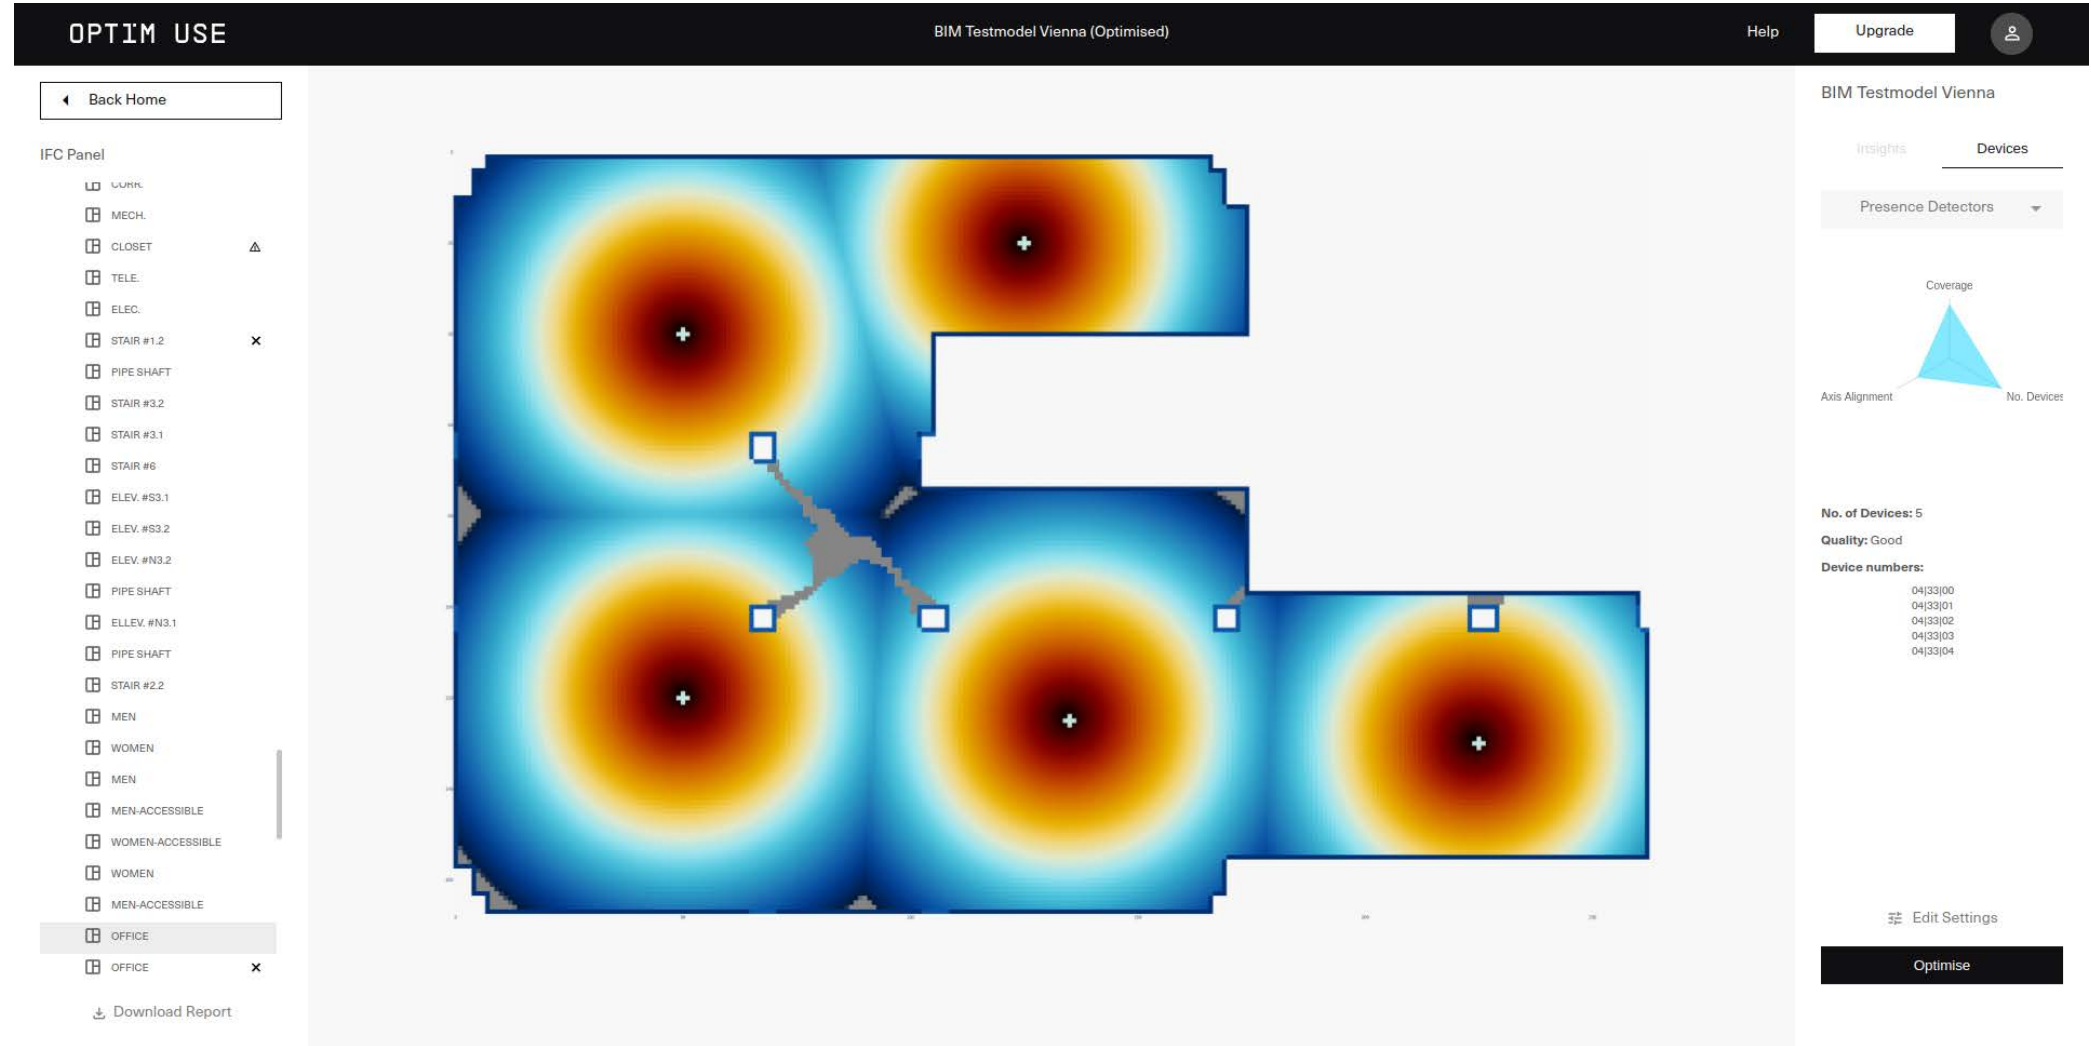 OPTIM USE
BIM Testmodel Vienna (Optimised)
Help
Upgrade
Back Home
IFC Panel
CORR.
MECH.
CLOSET
TELE.
ELEC.
STAIR #1.2
PIPE SHAFT
STAIR #3.2
STAIR #3.1
STAIR #6
ELEV. #S3.1
ELEV. #S3.2
ELEV. #N3.2
PIPE SHAFT
ELLEV. #N3.1
PIPE SHAFT
STAIR #2.2
MEN
WOMEN
MEN
MEN-ACCESSIBLE
WOMEN-ACCESSIBLE
WOMEN
MEN-ACCESSIBLE
OFFICE
OFFICE
Download Report
BIM Testmodel Vienna
Insights
Devices
Presence Detectors
Coverage
Axis Alignment
No. Devices
No. of Devices: 5
Quality: Good
Device numbers:
04|33|00
04|33|01
04|33|02
04|33|03
04|33|04
Edit Settings
Optimise